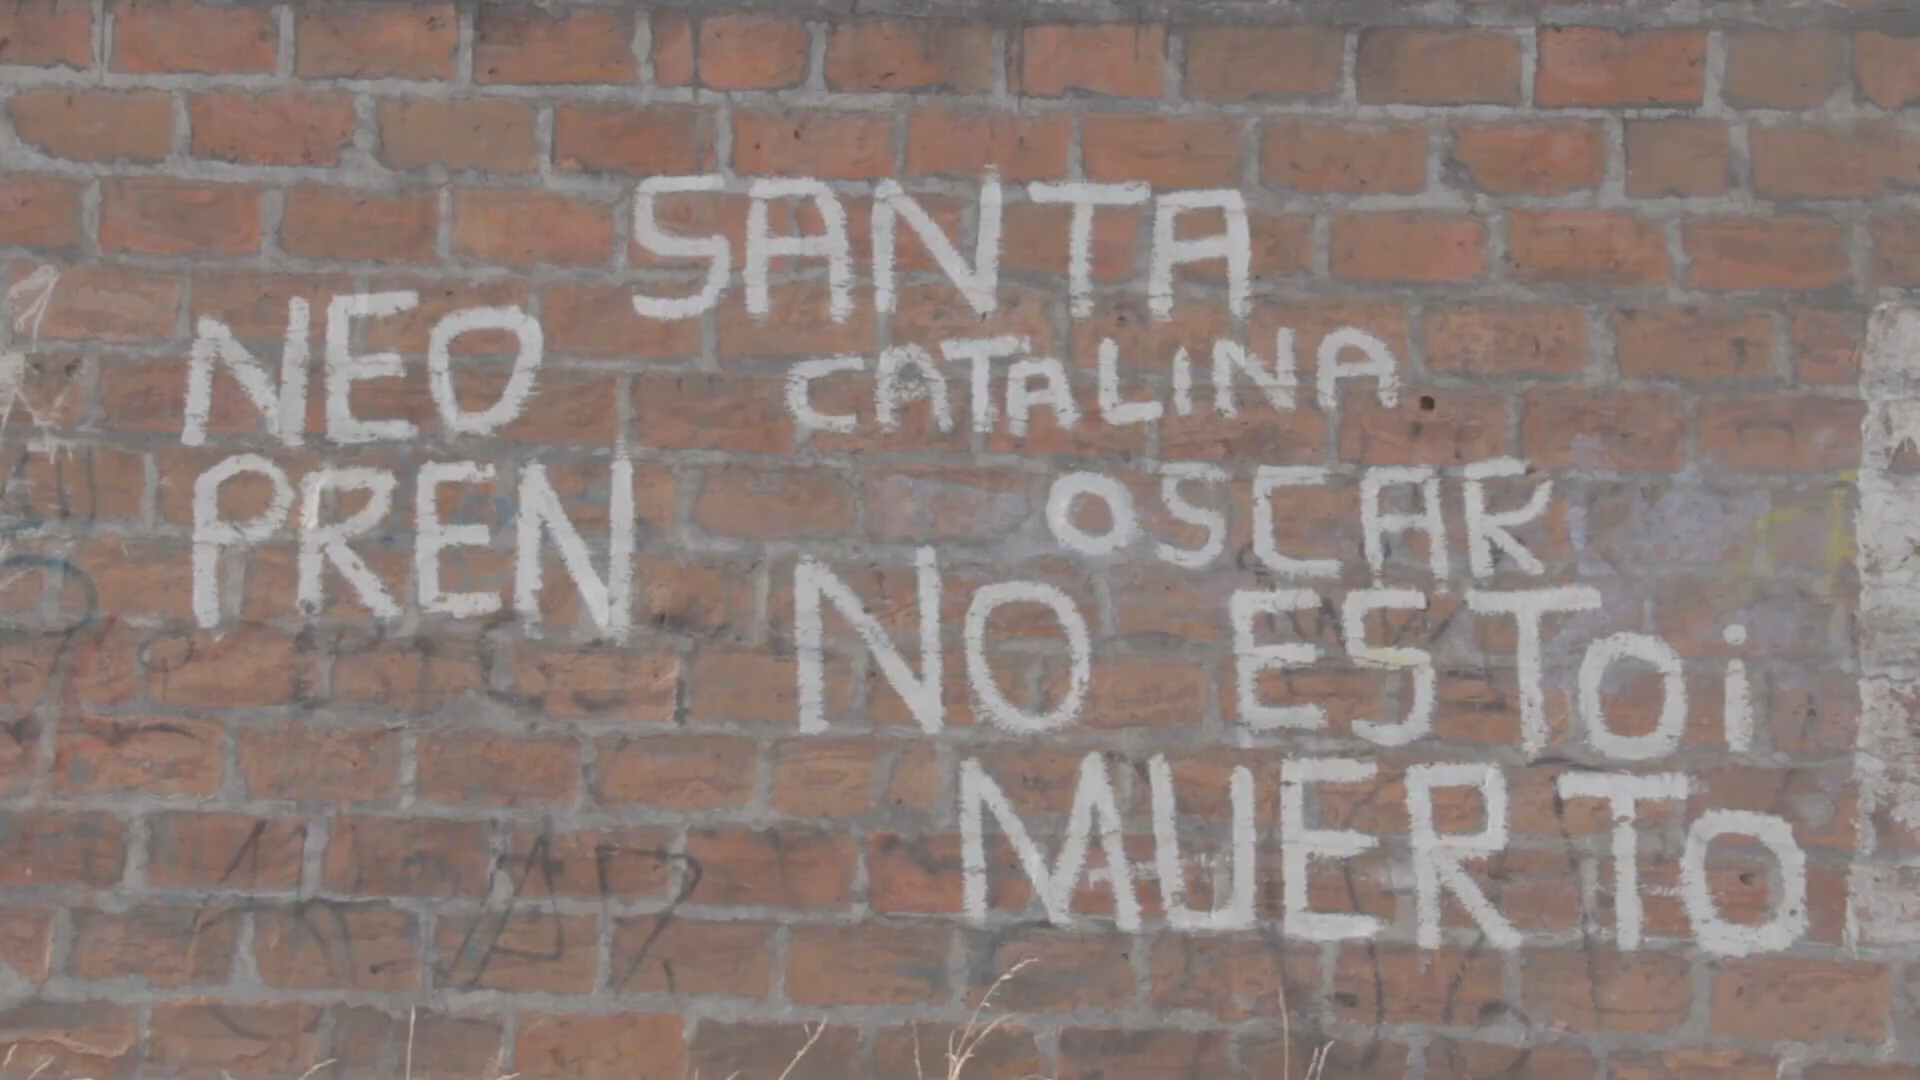 SANTA
CATALINA
NEO
PREN
OSCAR
NO ESTOi
MUERTO